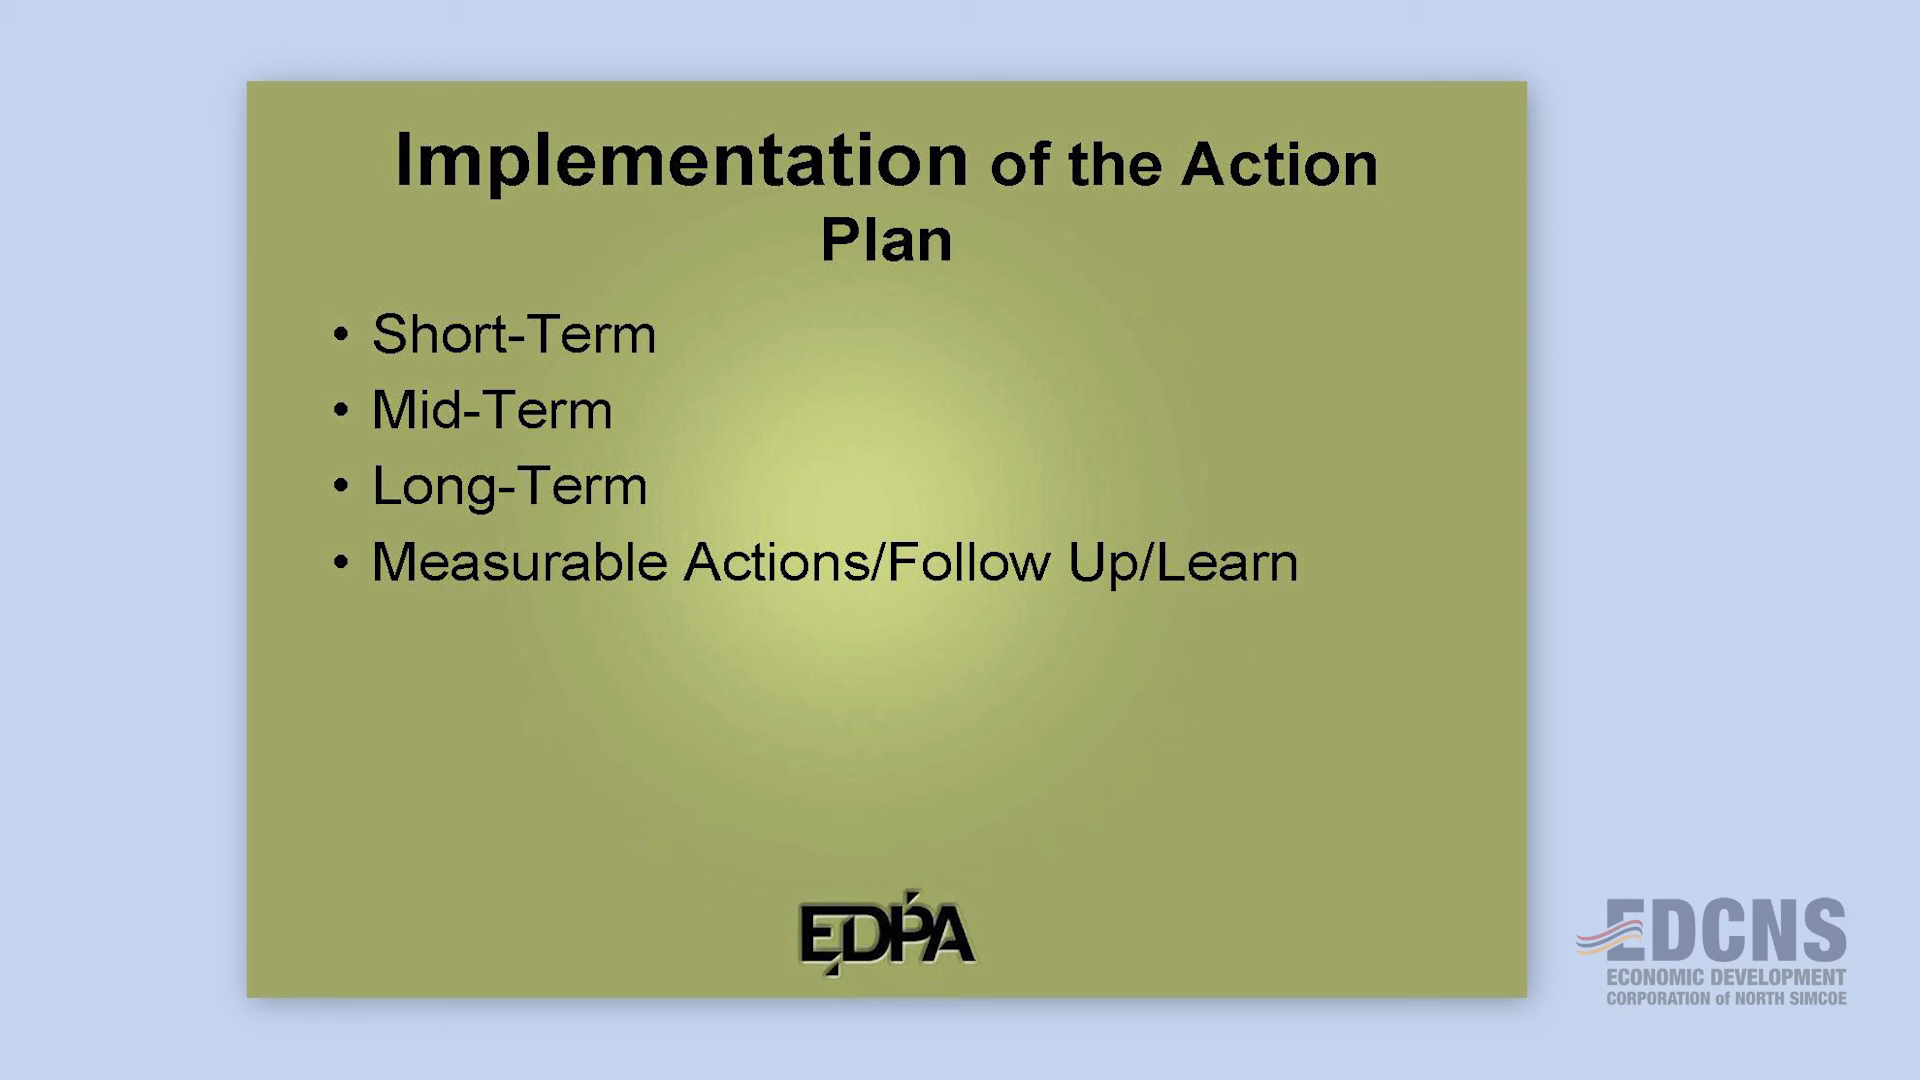 Implementation of the Action
Plan
• Short-Term
• Mid-Term
• Long-Term
• Measurable Actions/Follow Up/Learn
EDPA
EDCNS
ECONOMIC DEVELOPMENT
CORPORATION of NORTH SIMCOE